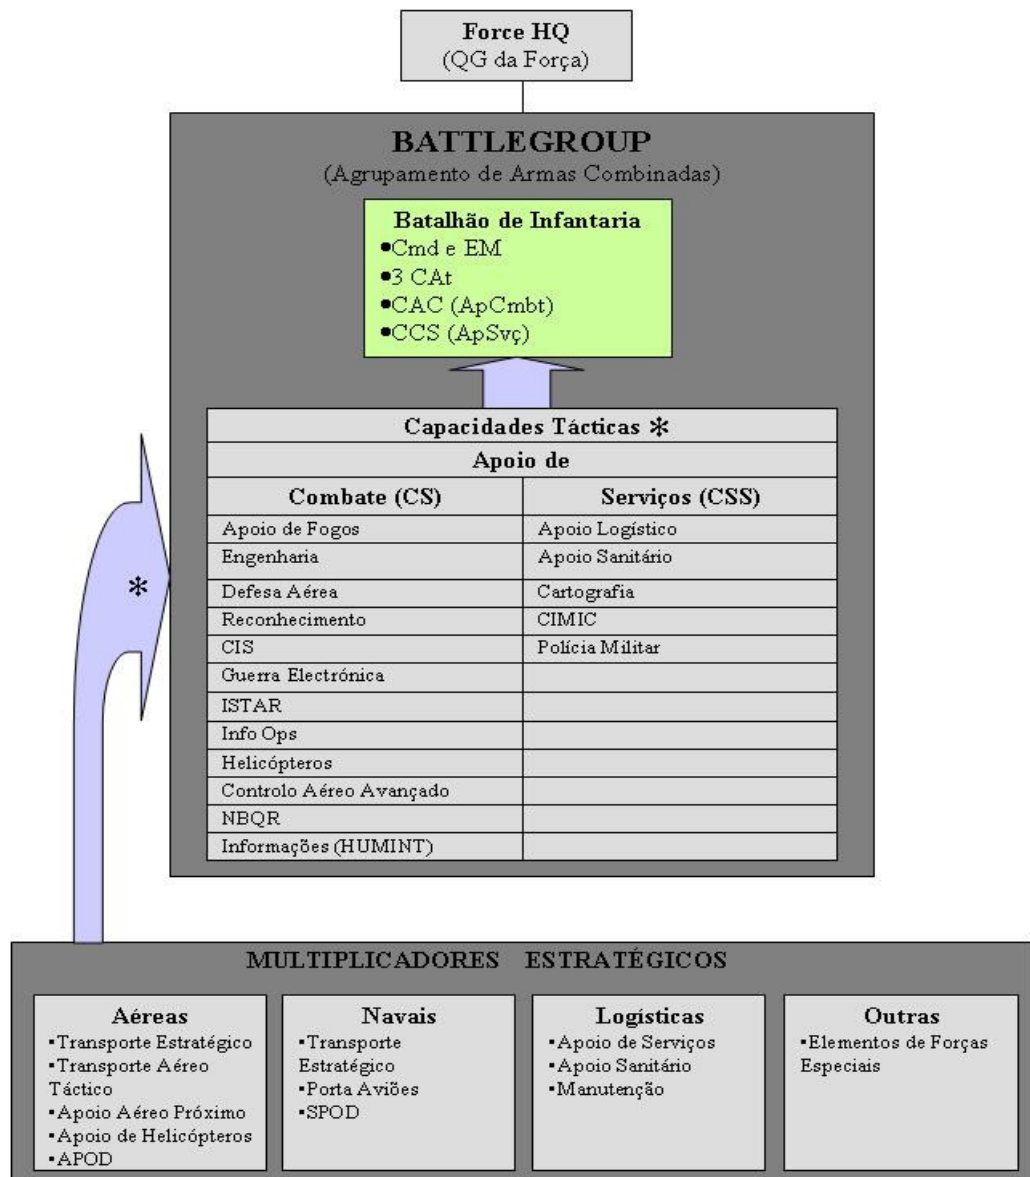 Force HQ
(QG da Força)
BATTLEGROUP
(Agrupamento de Armas Combinadas)
Batalhão de Infantaria
•Cmd e EM
•3 CAt
•CAC (ApCmbt)
•CCS (ApSvç)
Capacidades Tácticas *
Apoio de
Combate (CS) Serviços (CSS)
Apoio de Fogos Apoio Logístico
Engenharia Apoio Sanitário
Defesa Aérea Cartografia
Reconhecimento CIMIC
CIS Polícia Militar
Guerra Electrónica
ISTAR
Info Ops
Helicópteros
Controlo Aéreo Avançado
NBQR
Informações (HUMINT)
*
MULTIPLICADORES ESTRATÉGICOS
Aéreas
▪Transporte Estratégico
▪Transporte Aéreo
Táctico
▪Apoio Aéreo Próximo
▪Apoio de Helicópteros
▪APOD
Navais
▪Transporte
Estratégico
▪Porta Aviões
▪SPOD
Logísticas
▪Apoio de Serviços
▪Apoio Sanitário
▪Manutenção
Outras
▪Elementos de Forças
Especiais